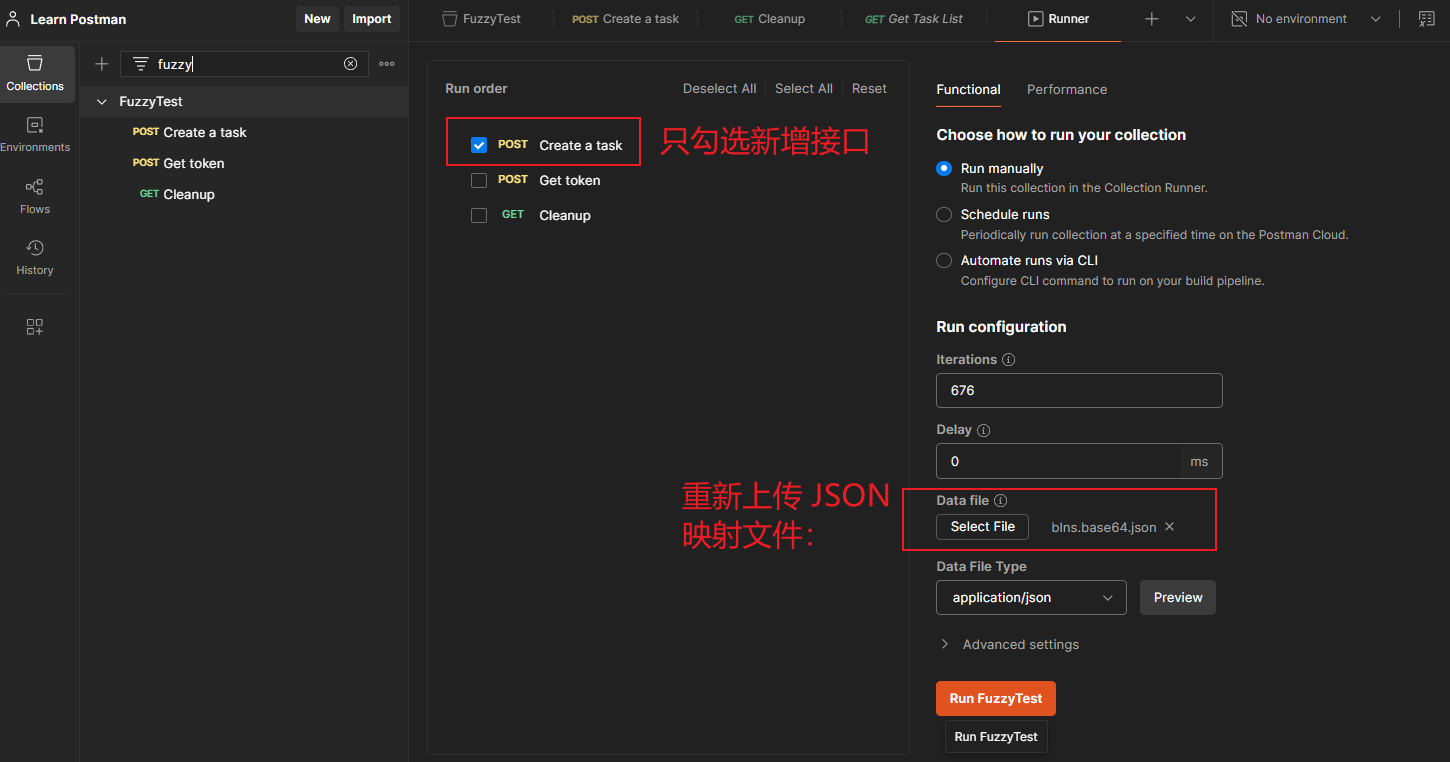 Learn Postman
New
Import
FuzzyTest
POST Create a task
GET Cleanup
GET Get Task List
Runner
No environment
Collections
Environments
Flows
History
fuzzy
FuzzyTest
POST Create a task
POST Get token
GET Cleanup
Run order
Deselect All
Select All
Reset
POST Create a task
只勾选新增接口
POST Get token
GET Cleanup
重新上传 JSON
映射文件：
Functional
Performance
Choose how to run your collection
Run manually
Run this collection in the Collection Runner.
Schedule runs
Periodically run collection at a specified time on the Postman Cloud.
Automate runs via CLI
Configure CLI command to run on your build pipeline.
Run configuration
Iterations
676
Delay
0 ms
Data file
Select File
blns.base64.json
Data File Type
application/json
Preview
Advanced settings
Run FuzzyTest
Run FuzzyTest